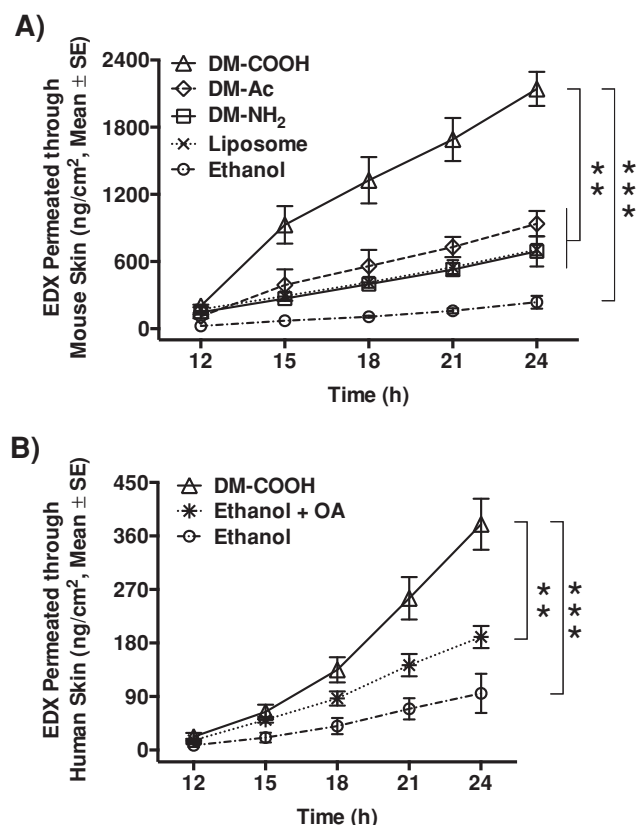 A)
EDX Permeated through
Mouse Skin (ng/cm², Mean ± SE)
2400
1800
1200
600
0
DM-COOH
DM-Ac
DM-NH₂
Liposome
Ethanol
**
***
12 15 18 21 24
Time (h)
B)
EDX Permeated through
Human Skin (ng/cm², Mean ± SE)
450
360
270
180
90
0
DM-COOH
Ethanol + OA
Ethanol
**
***
12 15 18 21 24
Time (h)